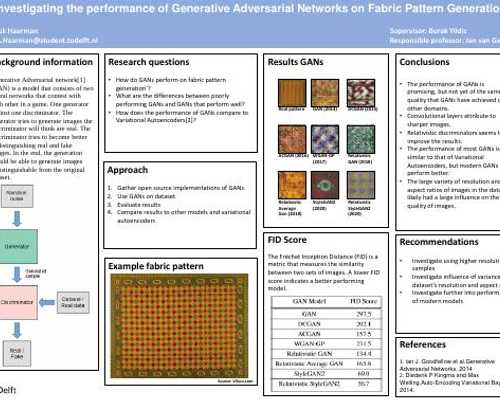 nvestigating the performance of Generative Adversarial Networks on Fabric Pattern Generatio
k Haarman
.Haarman@student.tudelft.nl
Supervisor: Burak Yildiz
Responsible professor: Jan van Ge
ckground information
nerative Adversarial network[1]
GAN) is a model that consists of two
ral networks that contest with
h other in a game. One generator
inst one discriminator. The
erator tries to generate images the
criminator will think are real. The
criminator tries to become better
distinguishing real and fake
ges. In the end, the generation
uld be able to generate images
istinguishable from the original
aset.
Random
noise
Generator
Generated
sample
Discriminator
Dataset /
Real data
Real /
Fake
Delft
Research questions
• How do GANs perform on fabric pattern
generation?
• What are the differences between poorly
performing GANs and GANs that perform well?
• How does the performance of GANs compare to
Variational Autoencoders[2]?
Approach
1. Gather open source implementations of GANs
2. Use GANs on dataset
3. Evaluate results
4. Compare results to other models and variational
autoencoders
Example fabric pattern
Results GANs
Real pattern
GAN (2014)
DCGAN (2015)
ACGAN (2016)
WGAN-GP
(2017)
Relativistic
GAN (2018)
Relativistic
Average
Gan (2018)
StyleGAN2
(2020)
Relativistic
StyleGAN2
(2020)
FID Score
The Fréchet Inception Distance (FID) is a
metric that measures the
similarity between two sets of images. A lower FID
score indicates a better performing
model.
GAN Model FID Score
GAN 297.5
DCGAN 202.1
ACGAN 157.5
WGAN-GP 231.5
Relativistic GAN 134.4
Relativistic Average GAN 163.8
StyleGAN2 69.0
Relativistic StyleGAN2 56.7
Conclusions
• The performance of GANs is
promising, but not yet of the same
quality that GANs have achieved o
other domains.
• Convolutional layers attribute to
sharper images.
• Relativistic discriminators seems t
improve the results.
• The performance of most GANs is
similar to that of Variational
Autoencoders, but modern GANs
perform better.
• The large variety of resolution and
aspect ratios of images in the data
likely had a large influence on the
quality of images.
Recommendations
• Investigate using higher resolutio
samples
• Investigate influence of variance
dataset's resolution and aspect r
• Investigate further into perform
of modern models
References
1. Ian J. Goodfellow et al.Generative
Adversarial Networks. 2014
2. Diederik P Kingma and Max
Welling.Auto-Encoding Variational Bay
2014.